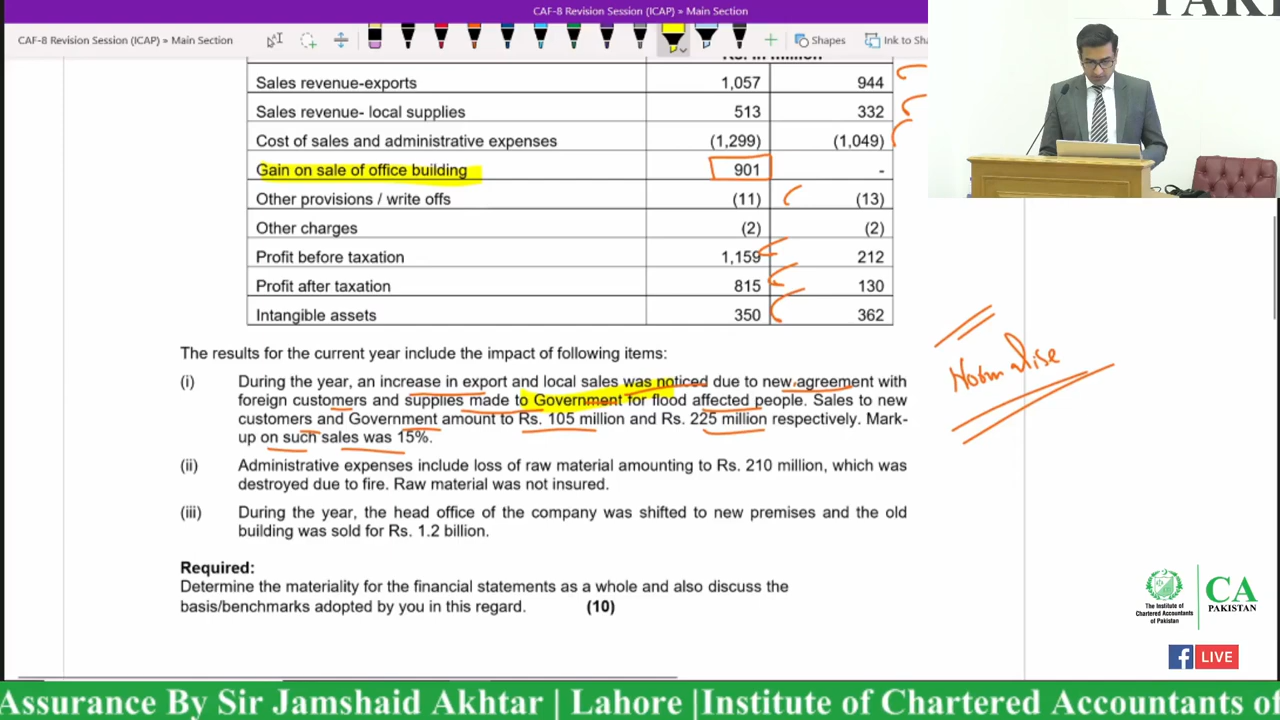 CAF-8 Revision Session (ICAP) » Main Section
CAF-8 Revision Session (ICAP) » Main Section
Shapes
Ink to Sha
Sales revenue-exports 1,057 944
Sales revenue- local supplies 513 332
Cost of sales and administrative expenses (1,299) (1,049)
Gain on sale of office building 901 -
Other provisions / write offs (11) (13)
Other charges (2) (2)
Profit before taxation 1,159 212
Profit after taxation 815 130
Intangible assets 350 362
The results for the current year include the impact of following items:
(i) During the year, an increase in export and local sales was noticed due to new agreement with
foreign customers and supplies made to Government for flood affected people. Sales to new
customers and Government amount to Rs. 105 million and Rs. 225 million respectively. Mark-
up on such sales was 15%.
(ii) Administrative expenses include loss of raw material amounting to Rs. 210 million, which was
destroyed due to fire. Raw material was not insured.
(iii) During the year, the head office of the company was shifted to new premises and the old
building was sold for Rs. 1.2 billion.
Required:
Determine the materiality for the financial statements as a whole and also discuss the
basis/benchmarks adopted by you in this regard. (10)
Normalise
The Institute of
Chartered Accountants
of Pakistan
CA
PAKISTAN
f LIVE
Assurance By Sir Jamshaid Akhtar | Lahore |Institute of Chartered Accountants of